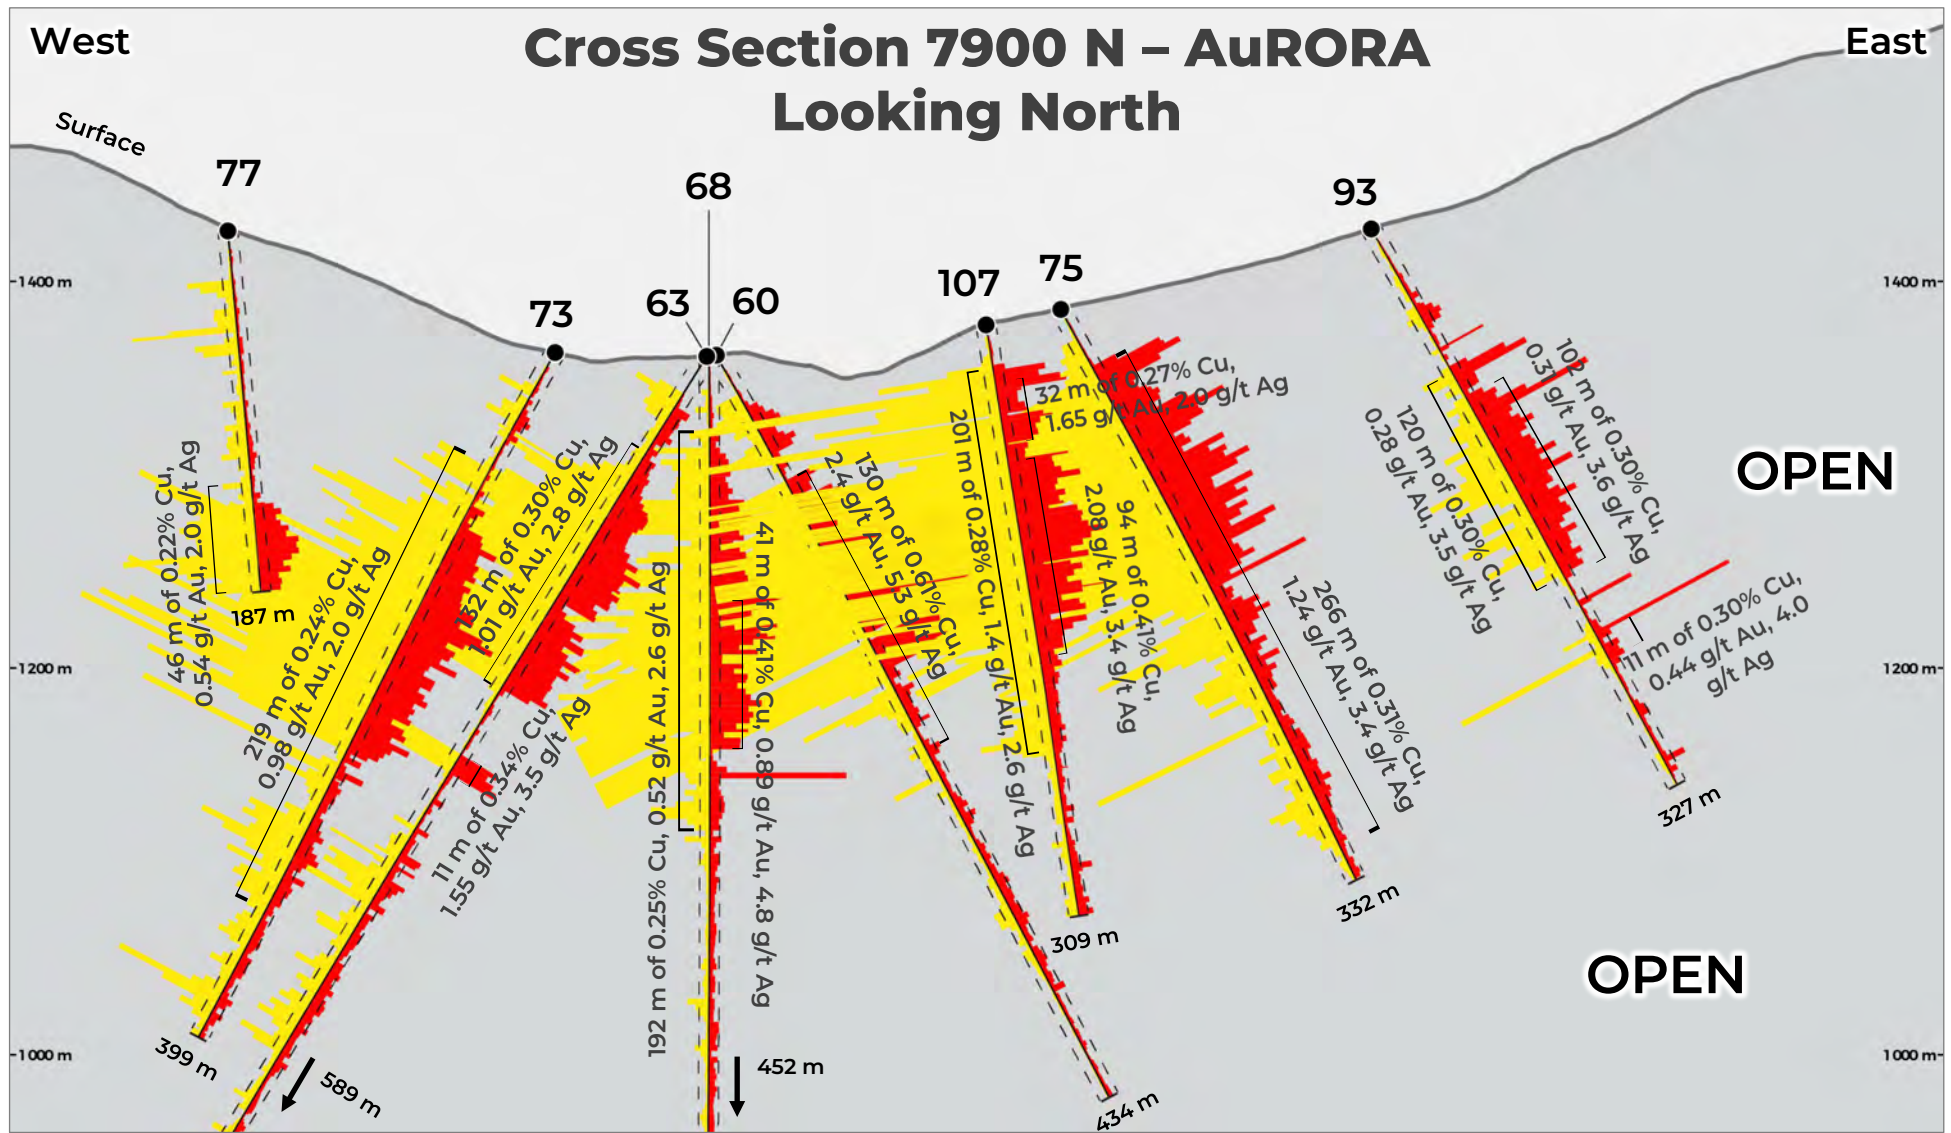 West
Cross Section 7900 N – AuRORA
Looking North
East
Surface
77
68
93
73
63
60
107
75
1400 m
1400 m
1200 m
1200 m
1000 m
1000 m
OPEN
OPEN
46 m of 0.22% Cu,
0.54 g/t Au, 2.0 g/t Ag
187 m
219 m of 0.24% Cu,
0.98 g/t Au, 2.0 g/t Ag
399 m
132 m of 0.30% Cu,
1.01 g/t Au, 2.8 g/t Ag
11 m of 0.34% Cu,
1.55 g/t Au, 3.5 g/t Ag
589 m
192 m of 0.25% Cu, 0.52 g/t Au, 2.6 g/t Ag
41 m of 0.41% Cu, 0.89 g/t Au, 4.8 g/t Ag
452 m
130 m of 0.61% Cu,
2.4 g/t Au, 5.3 g/t Ag
434 m
201 m of 0.28% Cu, 1.4 g/t Au, 2.6 g/t Ag
32 m of 0.27% Cu,
1.65 g/t Au, 2.0 g/t Ag
94 m of 0.41% Cu,
2.08 g/t Au, 3.4 g/t Ag
309 m
266 m of 0.31% Cu,
1.24 g/t Au, 3.4 g/t Ag
332 m
120 m of 0.30% Cu,
0.28 g/t Au, 3.5 g/t Ag
102 m of 0.30% Cu,
0.31 g/t Au, 3.6 g/t Ag
11 m of 0.30% Cu,
0.44 g/t Au, 4.0
g/t Ag
327 m